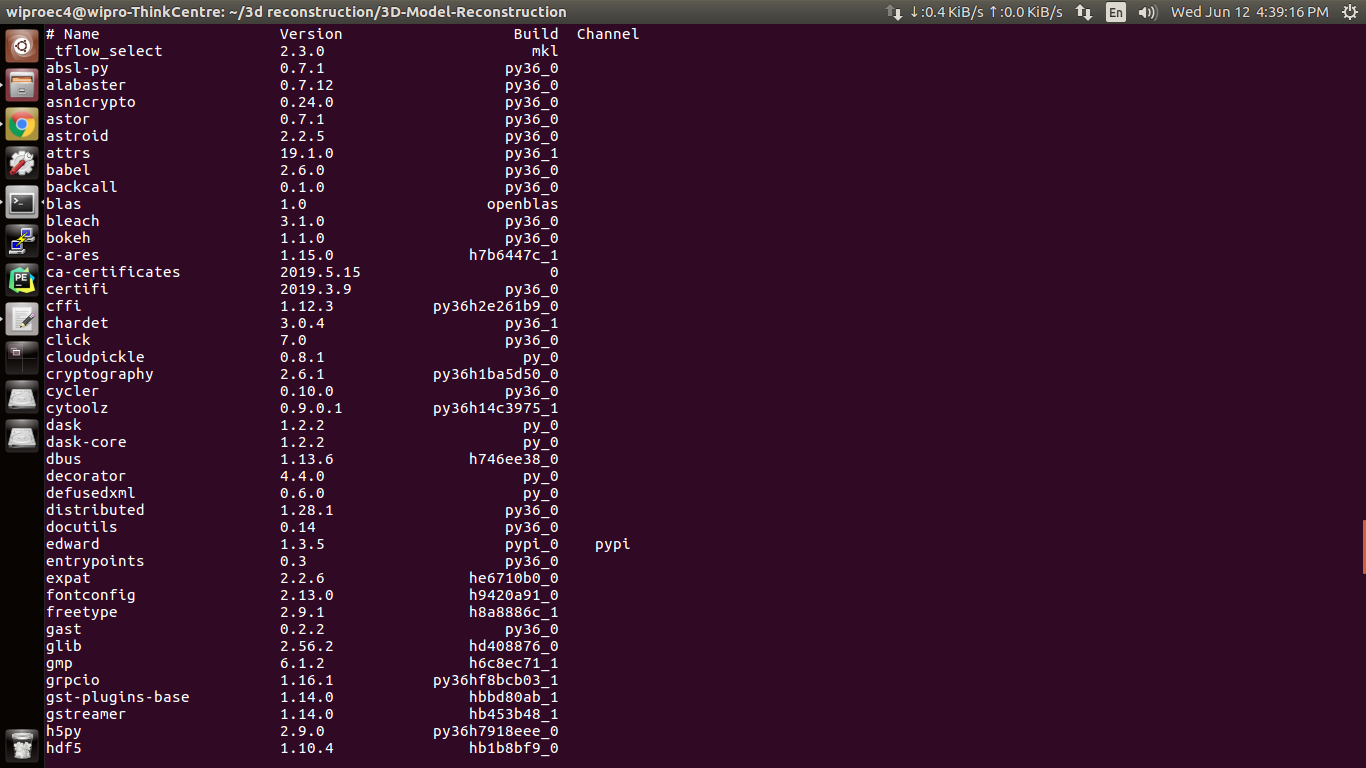 wiproec4@wipro-ThinkCentre: ~/3d reconstruction/3D-Model-Reconstruction ↓:0.4 KiB/s ↑:0.0 KiB/s En Wed Jun 12 4:39:16 PM
# Name Version Build Channel
_tflow_select 2.3.0 mkl
absl-py 0.7.1 py36_0
alabaster 0.7.12 py36_0
asn1crypto 0.24.0 py36_0
astor 0.7.1 py36_0
astroid 2.2.5 py36_0
attrs 19.1.0 py36_1
babel 2.6.0 py36_0
backcall 0.1.0 py36_0
blas 1.0 openblas
bleach 3.1.0 py36_0
bokeh 1.1.0 py36_0
c-ares 1.15.0 h7b6447c_1
ca-certificates 2019.5.15 0
certifi 2019.3.9 py36_0
cffi 1.12.3 py36h2e261b9_0
chardet 3.0.4 py36_1
click 7.0 py36_0
cloudpickle 0.8.1 py_0
cryptography 2.6.1 py36h1ba5d50_0
cycler 0.10.0 py36_0
cytoolz 0.9.0.1 py36h14c3975_1
dask 1.2.2 py_0
dask-core 1.2.2 py_0
dbus 1.13.6 h746ee38_0
decorator 4.4.0 py_0
defusedxml 0.6.0 py_0
distributed 1.28.1 py36_0
docutils 0.14 py36_0
edward 1.3.5 pypi_0 pypi
entrypoints 0.3 py36_0
expat 2.2.6 he6710b0_0
fontconfig 2.13.0 h9420a91_0
freetype 2.9.1 h8a8886c_1
gast 0.2.2 py36_0
glib 2.56.2 hd408876_0
gmp 6.1.2 h6c8ec71_1
grpcio 1.16.1 py36hf8bcb03_1
gst-plugins-base 1.14.0 hbbd80ab_1
gstreamer 1.14.0 hb453b48_1
h5py 2.9.0 py36h7918eee_0
hdf5 1.10.4 hb1b8bf9_0
PE